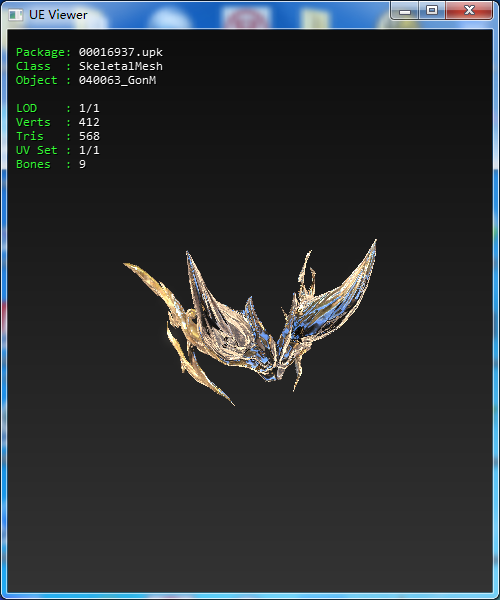 UE Viewer
Package: 00016937.upk
Class : SkeletalMesh
Object : 040063_GonM
LOD : 1/1
Verts : 412
Tris : 568
UV Set : 1/1
Bones : 9